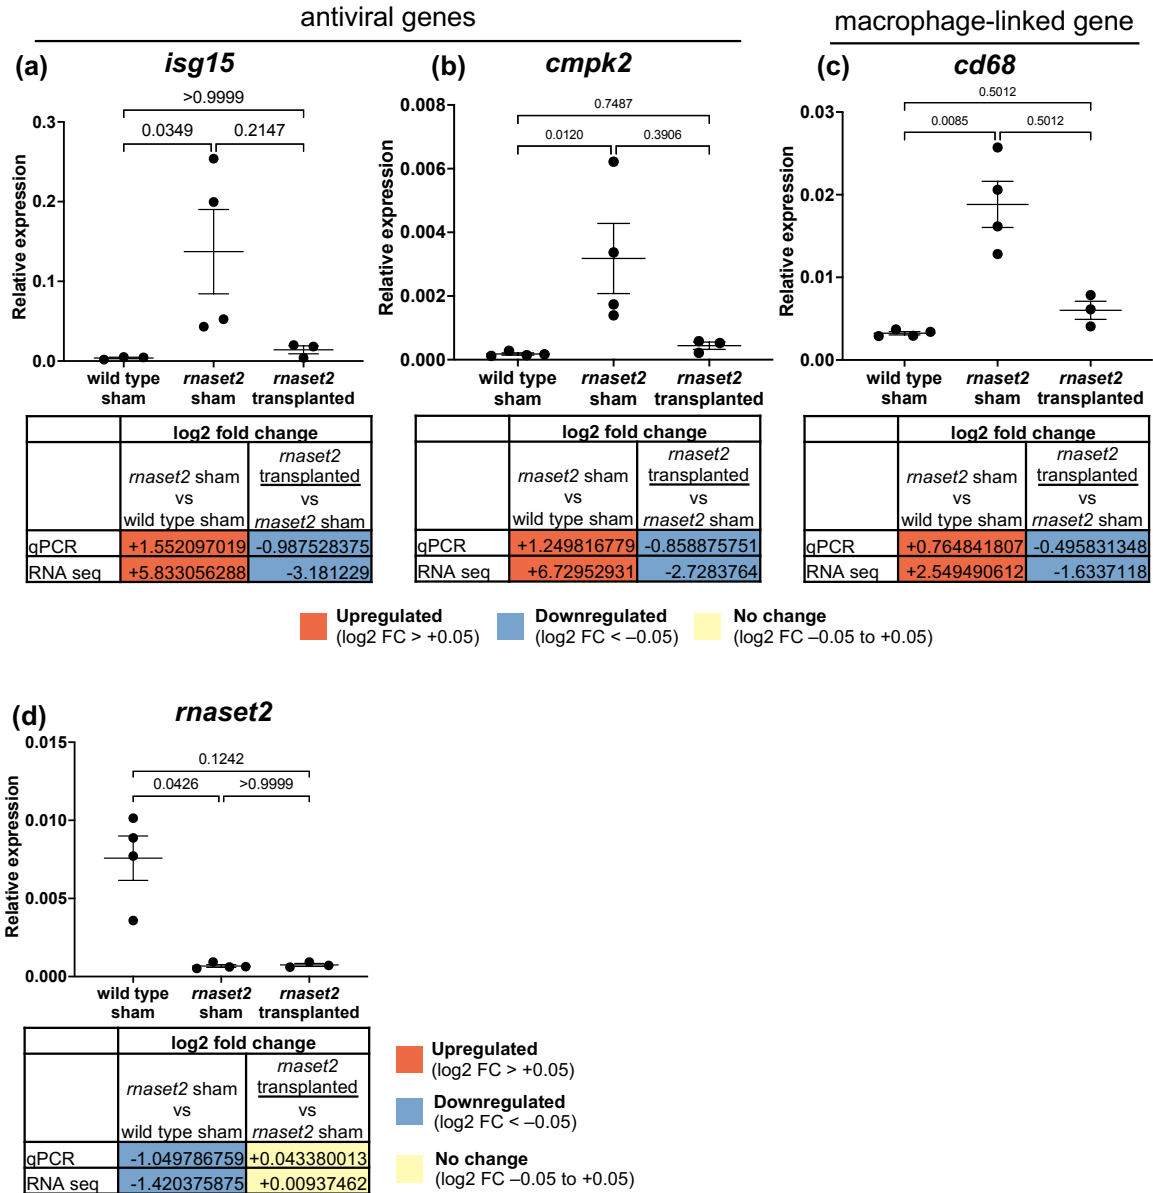 antiviral genes
macrophage-linked gene
(a)
isg15
>0.9999
0.0349
0.2147
0.3
0.2
0.1
0.0
Relative expression
wild type
sham
rnaset2
sham
rnaset2
transplanted
log2 fold change
rnaset2 sham
vs
wild type sham
rnaset2
transplanted
vs
rnaset2 sham
qPCR +1.552097019 -0.987528375
RNA seq +5.833056288 -3.181229
(b)
cmpk2
0.7487
0.0120
0.3906
0.008
0.006
0.004
0.002
0.000
Relative expression
wild type
sham
rnaset2
sham
rnaset2
transplanted
log2 fold change
rnaset2 sham
vs
wild type sham
rnaset2
transplanted
vs
rnaset2 sham
qPCR +1.249816779 -0.858875751
RNA seq +6.72952931 -2.7283764
(c)
cd68
0.5012
0.0085
0.5012
0.03
0.02
0.01
0.00
Relative expression
wild type
sham
rnaset2
sham
rnaset2
transplanted
log2 fold change
rnaset2 sham
vs
wild type sham
rnaset2
transplanted
vs
rnaset2 sham
qPCR +0.764841807 -0.495831348
RNA seq +2.549490612 -1.6337118
Upregulated
(log2 FC > +0.05)
Downregulated
(log2 FC < –0.05)
No change
(log2 FC –0.05 to +0.05)
(d)
rnaset2
0.1242
0.0426
>0.9999
0.015
0.010
0.005
0.000
Relative expression
wild type
sham
rnaset2
sham
rnaset2
transplanted
log2 fold change
rnaset2 sham
vs
wild type sham
rnaset2
transplanted
vs
rnaset2 sham
qPCR -1.049786759 +0.043380013
RNA seq -1.420375875 +0.00937462
Upregulated
(log2 FC > +0.05)
Downregulated
(log2 FC < –0.05)
No change
(log2 FC –0.05 to +0.05)